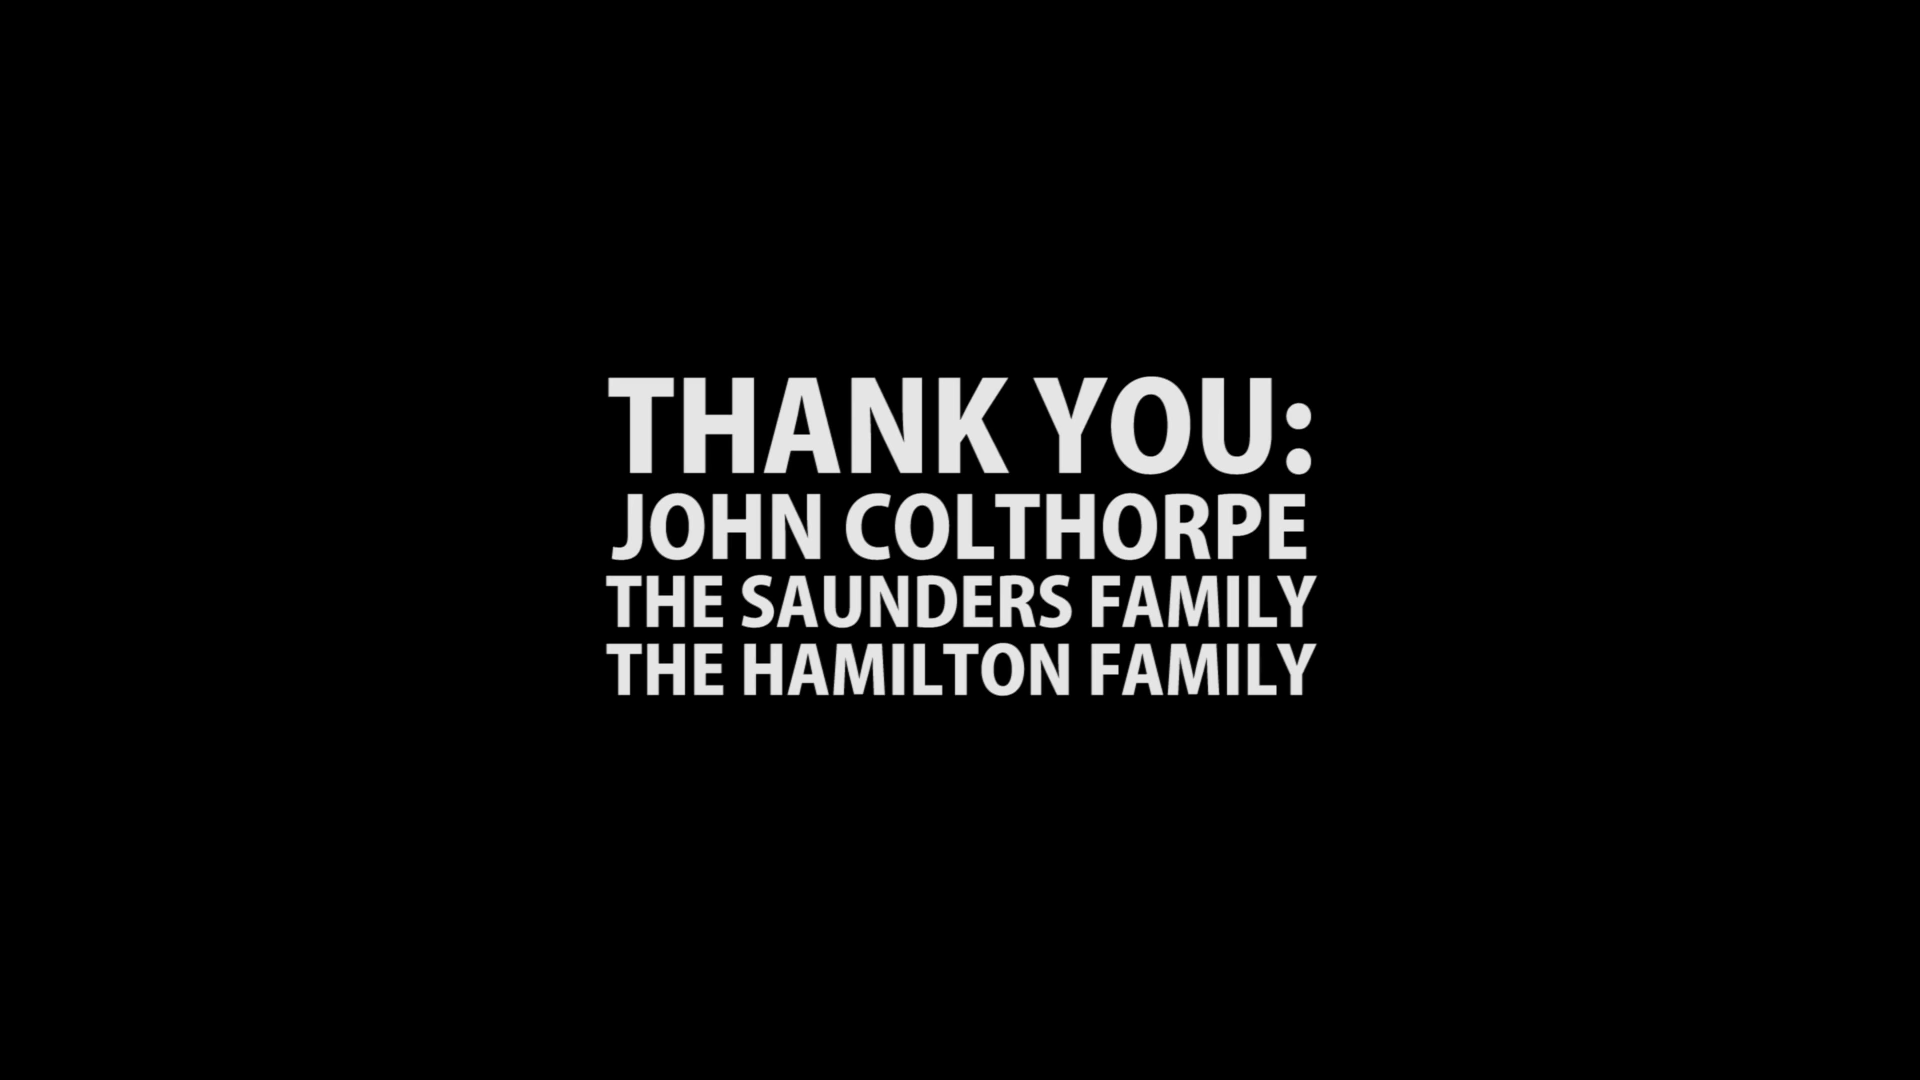 THANK YOU:
JOHN COLTHORPE
THE SAUNDERS FAMILY
THE HAMILTON FAMILY